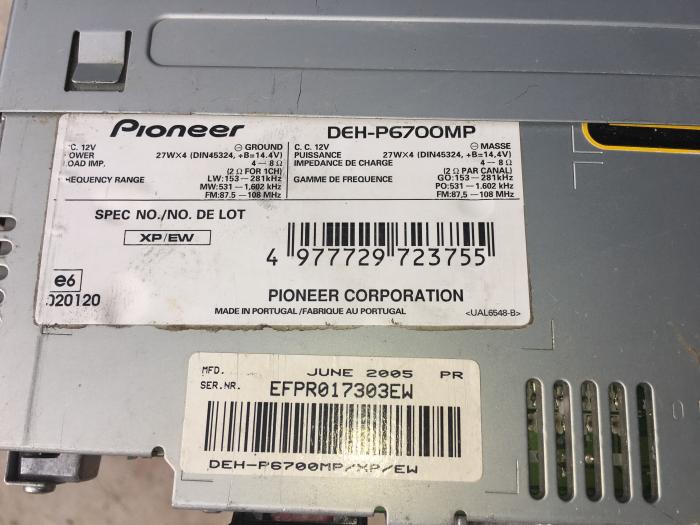 Pioneer DEH-P6700MP
C. 12V ⊖ GROUND
OWER 27W×4 (DIN45324, +B=14.4V)
OAD IMP. 4–8Ω
(2 Ω FOR 1CH)
EQUENCY RANGE LW:153–281kHz
MW:531–1,602 kHz
FM:87.5–108 MHz
C. C. 12V ⊖ MASSE
PUISSANCE 27W×4 (DIN45324, +B=14,4V)
IMPEDANCE DE CHARGE 4–8Ω
(2 Ω PAR CANAL)
GAMME DE FREQUENCE GO:153–281kHz
PO:531–1.602 kHz
FM:87,5–108 MHz
SPEC NO./NO. DE LOT
XP/EW
4 977729 723755
e6
020120
PIONEER CORPORATION
MADE IN PORTUGAL/FABRIQUE AU PORTUGAL
<UAL6548-B>
MFD. JUNE 2005 PR
SER.NR. EFPR017303EW
DEH-P6700MP/XP/EW